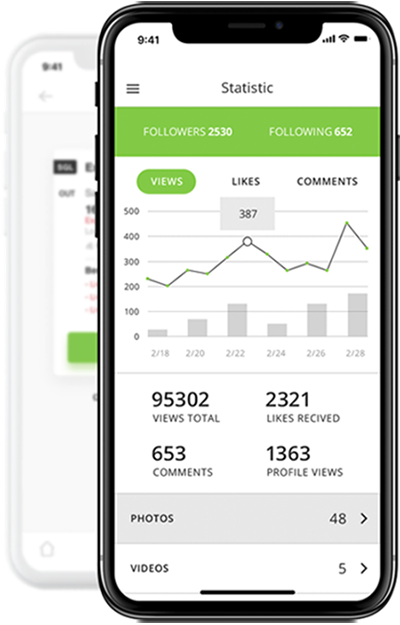 9:41
Statistic
FOLLOWERS 2530 FOLLOWING 652
VIEWS LIKES COMMENTS
387
500
400
300
200
100
0
2/18 2/20 2/22 2/24 2/26 2/28
95302 2321
VIEWS TOTAL LIKES RECIVED
653 1363
COMMENTS PROFILE VIEWS
PHOTOS 48
VIDEOS 5
9:41
SGL
OUT